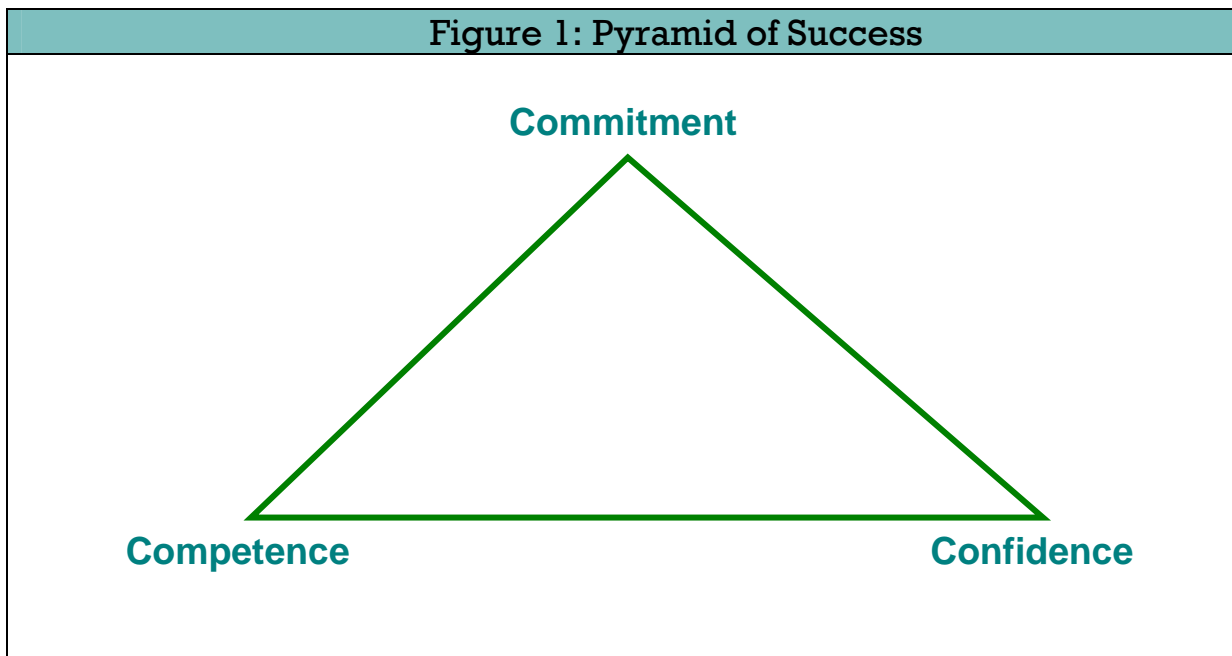 Figure 1: Pyramid of Success
Commitment
Competence
Confidence